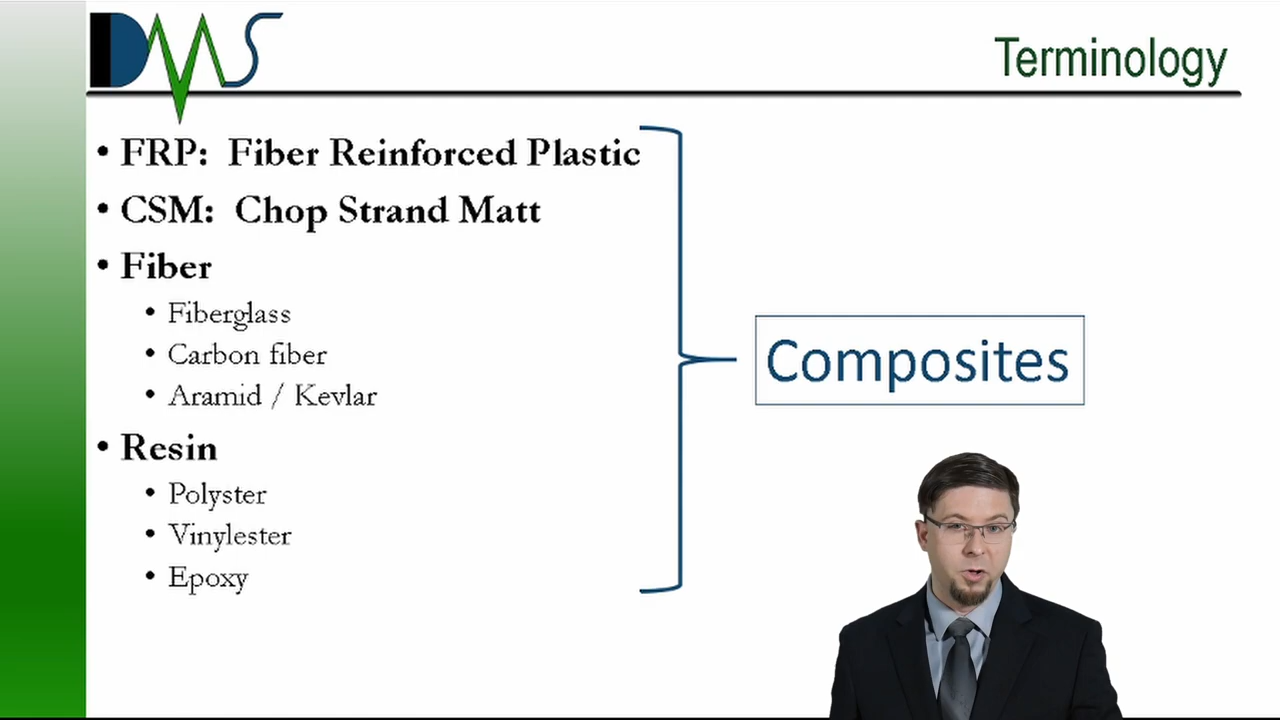 DMS
Terminology
• FRP: Fiber Reinforced Plastic
• CSM: Chop Strand Matt
• Fiber
• Fiberglass
• Carbon fiber
• Aramid / Kevlar
• Resin
• Polyster
• Vinylester
• Epoxy
Composites